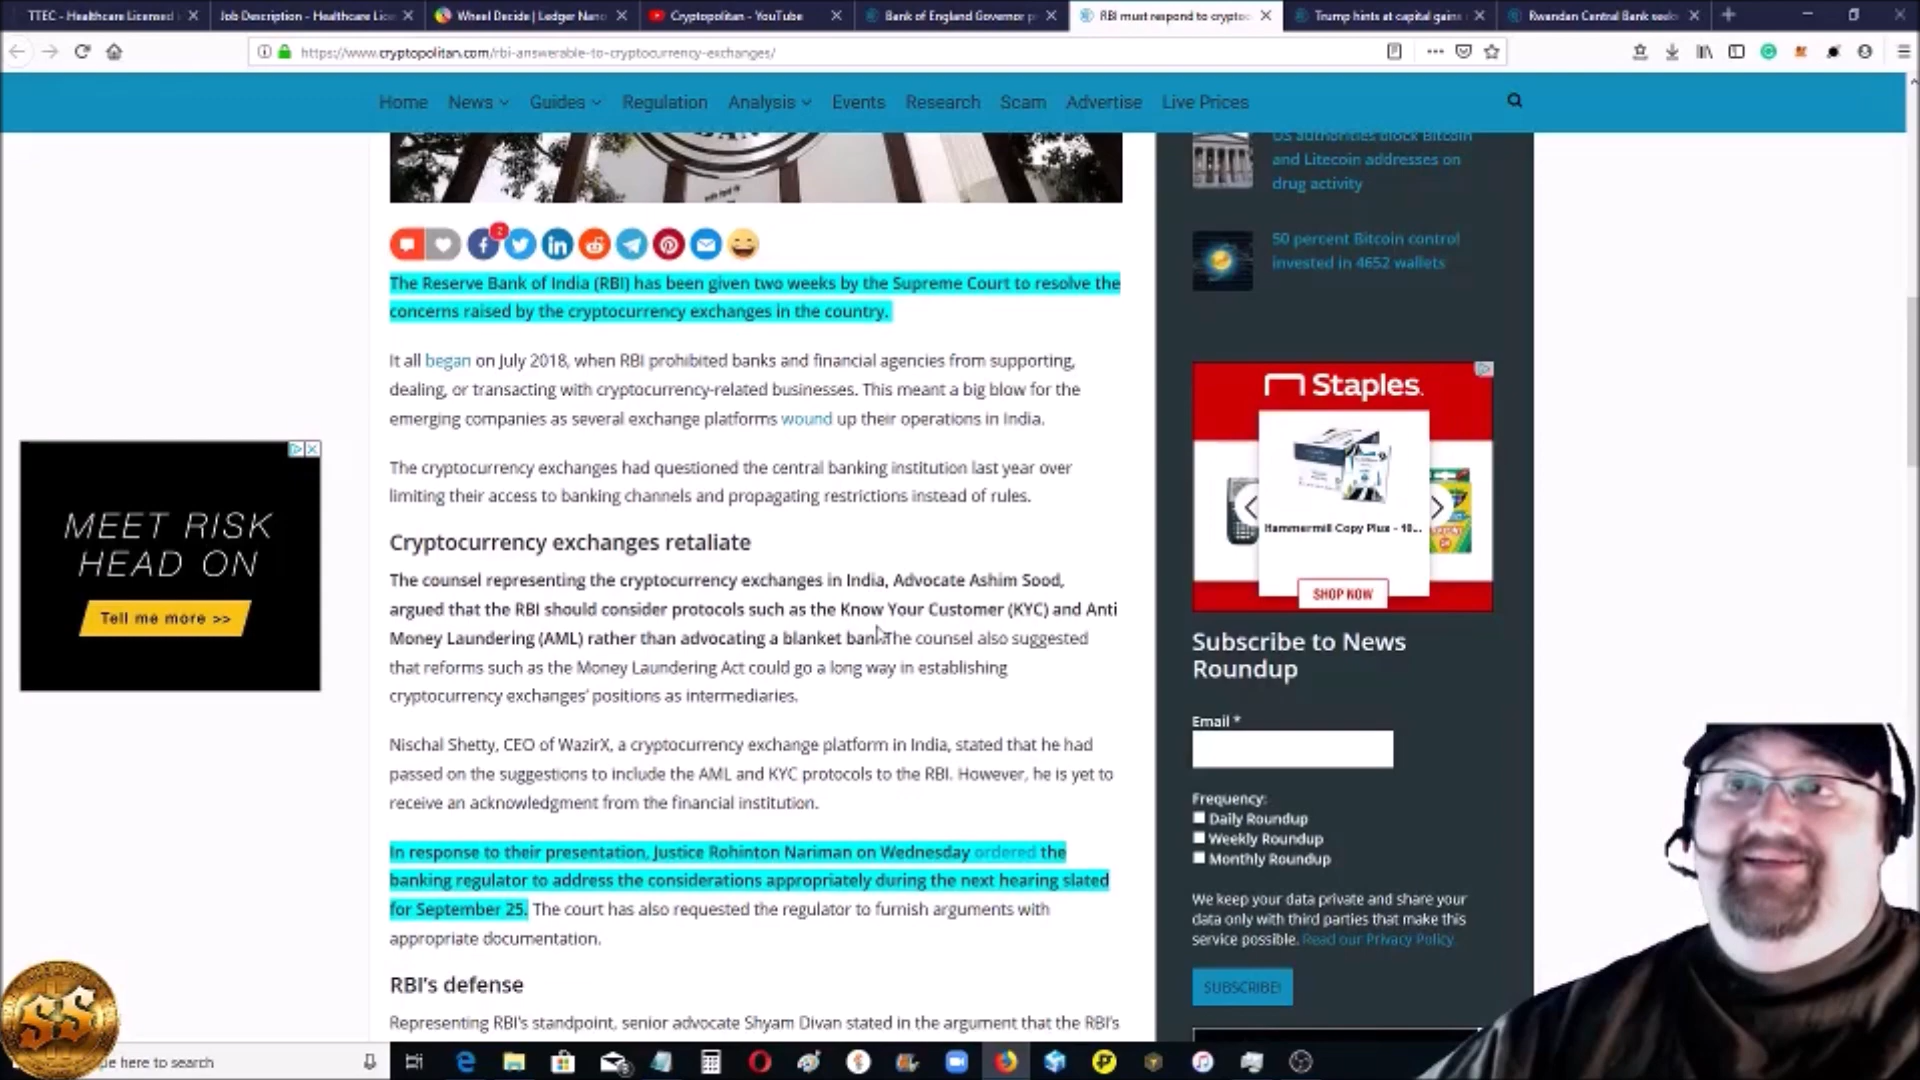 TTEC - Healthcare Licensed
Job Description - Healthcare Lice
Wheel Decide | Ledger Nano
Cryptopolitan - YouTube
Bank of England Governor p
RBI must respond to cryptoc
Trump hints at capital gains
Rwandan Central Bank seeks
https://www.cryptopolitan.com/rbi-answerable-to-cryptocurrency-exchanges/
Home News Guides Regulation Analysis Events Research Scam Advertise Live Prices
US authorities block Bitcoin
and Litecoin addresses on
drug activity
50 percent Bitcoin control
invested in 4652 wallets
2
The Reserve Bank of India (RBI) has been given two weeks by the Supreme Court to resolve the
concerns raised by the cryptocurrency exchanges in the country.
It all began on July 2018, when RBI prohibited banks and financial agencies from supporting,
dealing, or transacting with cryptocurrency-related businesses. This meant a big blow for the
emerging companies as several exchange platforms wound up their operations in India.
The cryptocurrency exchanges had questioned the central banking institution last year over
limiting their access to banking channels and propagating restrictions instead of rules.
Cryptocurrency exchanges retaliate
The counsel representing the cryptocurrency exchanges in India, Advocate Ashim Sood,
argued that the RBI should consider protocols such as the Know Your Customer (KYC) and Anti
Money Laundering (AML) rather than advocating a blanket ban. The counsel also suggested
that reforms such as the Money Laundering Act could go a long way in establishing
cryptocurrency exchanges' positions as intermediaries.
Nischal Shetty, CEO of WazirX, a cryptocurrency exchange platform in India, stated that he had
passed on the suggestions to include the AML and KYC protocols to the RBI. However, he is yet to
receive an acknowledgment from the financial institution.
In response to their presentation, Justice Rohinton Nariman on Wednesday ordered the
banking regulator to address the considerations appropriately during the next hearing slated
for September 25. The court has also requested the regulator to furnish arguments with
appropriate documentation.
RBI's defense
Representing RBI's standpoint, senior advocate Shyam Divan stated in the argument that the RBI's
MEET RISK
HEAD ON
Tell me more >>
Staples.
Hammermill Copy Plus - 10...
SHOP NOW
Subscribe to News
Roundup
Email *
Frequency:
Daily Roundup
Weekly Roundup
Monthly Roundup
We keep your data private and share your
data only with third parties that make this
service possible. Read our Privacy Policy.
SUBSCRIBE!
SS
here to search